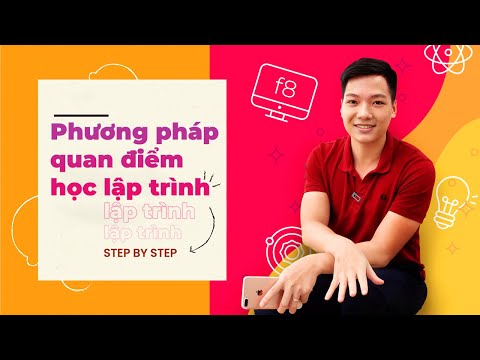 Phương pháp
quan điểm
học lập trình
lập trình
lập trình
STEP BY STEP
f8